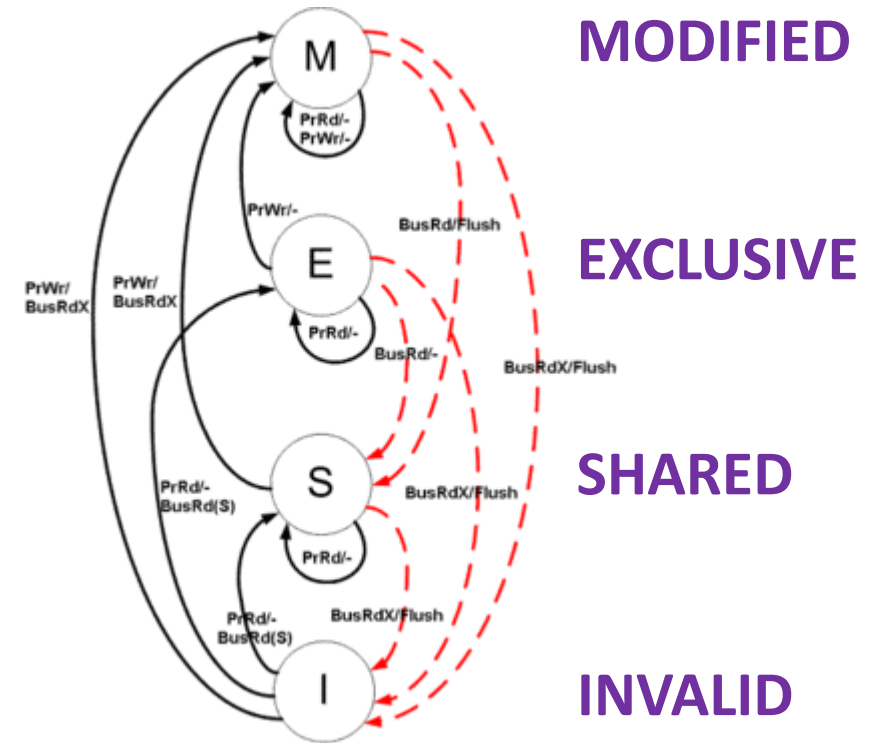 M
MODIFIED
PrRd/-
PrWr/-
PrWr/-
BusRd/Flush
E
EXCLUSIVE
PrWr/
BusRdX
PrWr/
BusRdX
PrRd/-
BusRd/-
BusRdX/Flush
S
SHARED
PrRd/-
BusRd(S)
BusRdX/Flush
PrRd/-
PrRd/-
BusRd(S)
BusRdX/Flush
I
INVALID